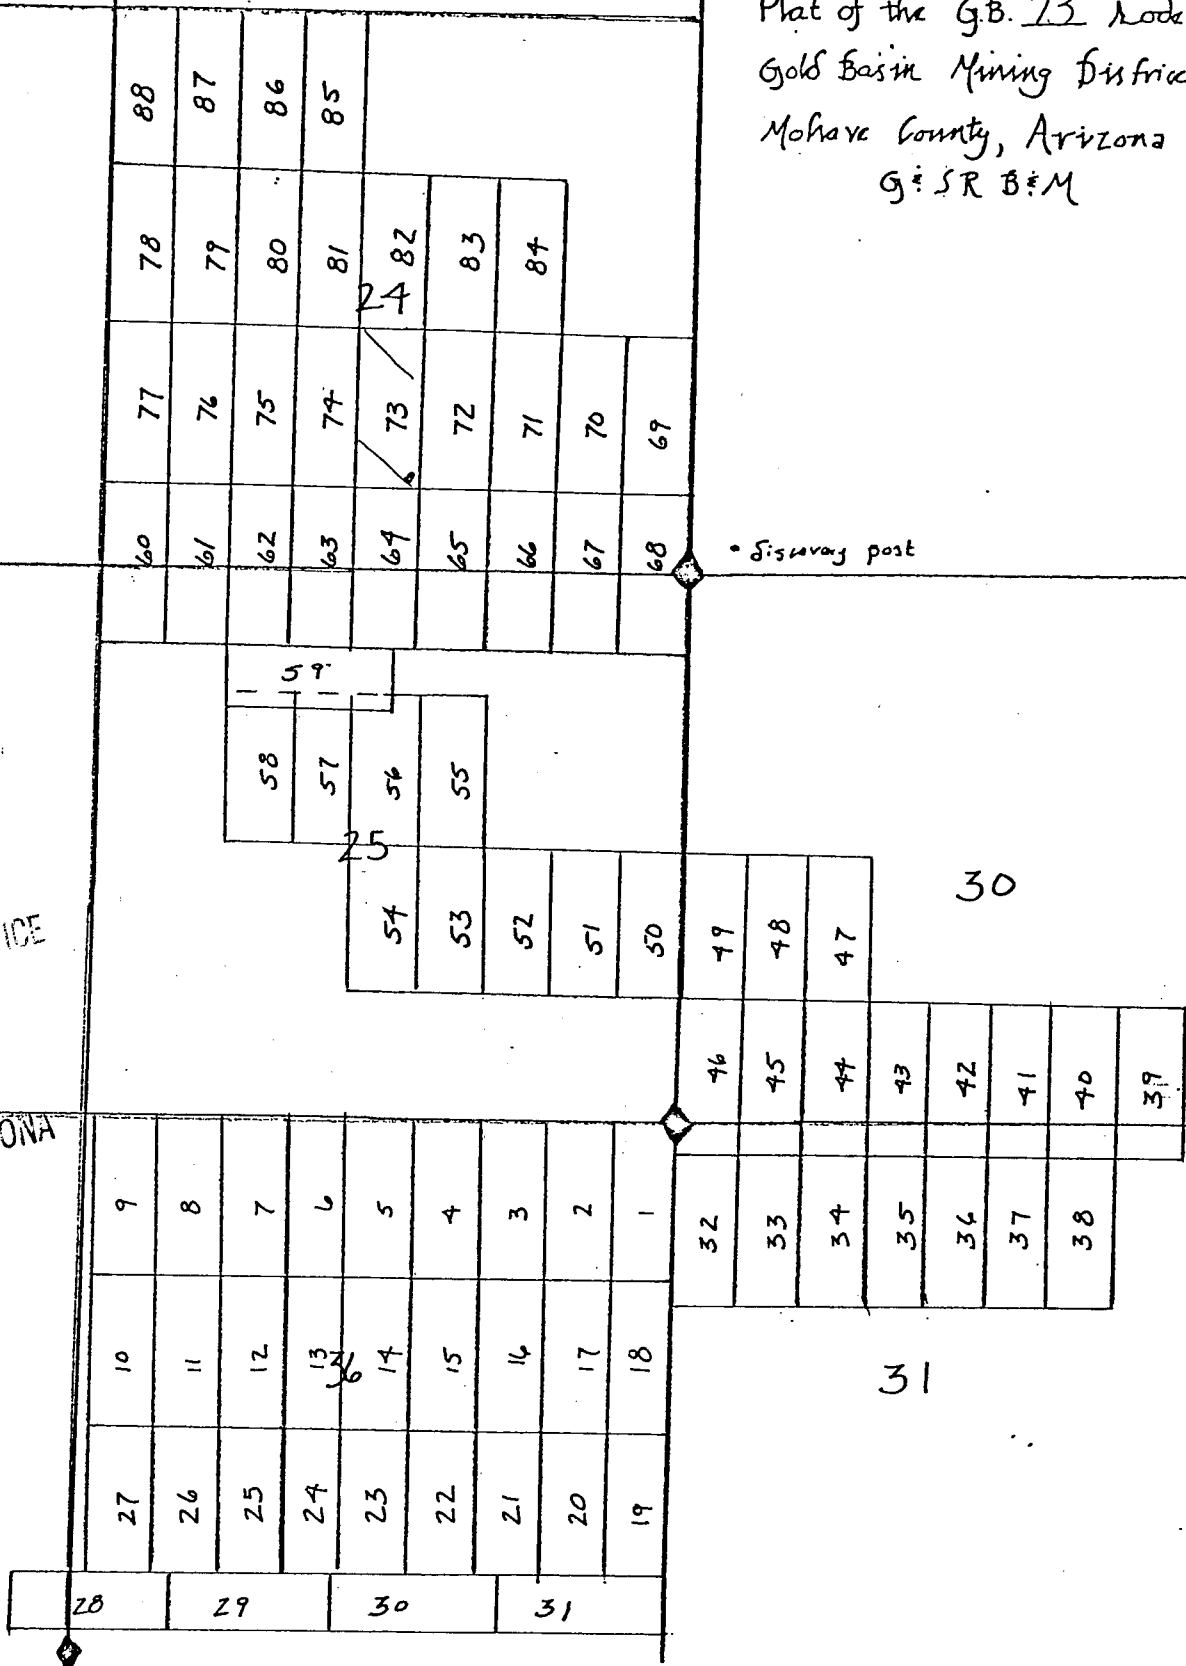 Plat of the G.B. 73 Lode
Gold Basin Mining Distric
Mohave County, Arizona
G & S R B & M
88 87 86 85
78 79 80 81 82 83 84
24
77 76 75 74 73 72 71 70 69
60 61 62 63 64 65 66 67 68
• discovery post
59
58 57 56 55
25
30
54 53 52 51 50 49 48 47
ICE
46 45 44 43 42 41 40 39
ONA
9 8 7 6 5 4 3 2 1
32 33 34 35 36 37 38
10 11 12 13 14 15 16 17 18
36
31
27 26 25 24 23 22 21 20 19
28 29 30 31